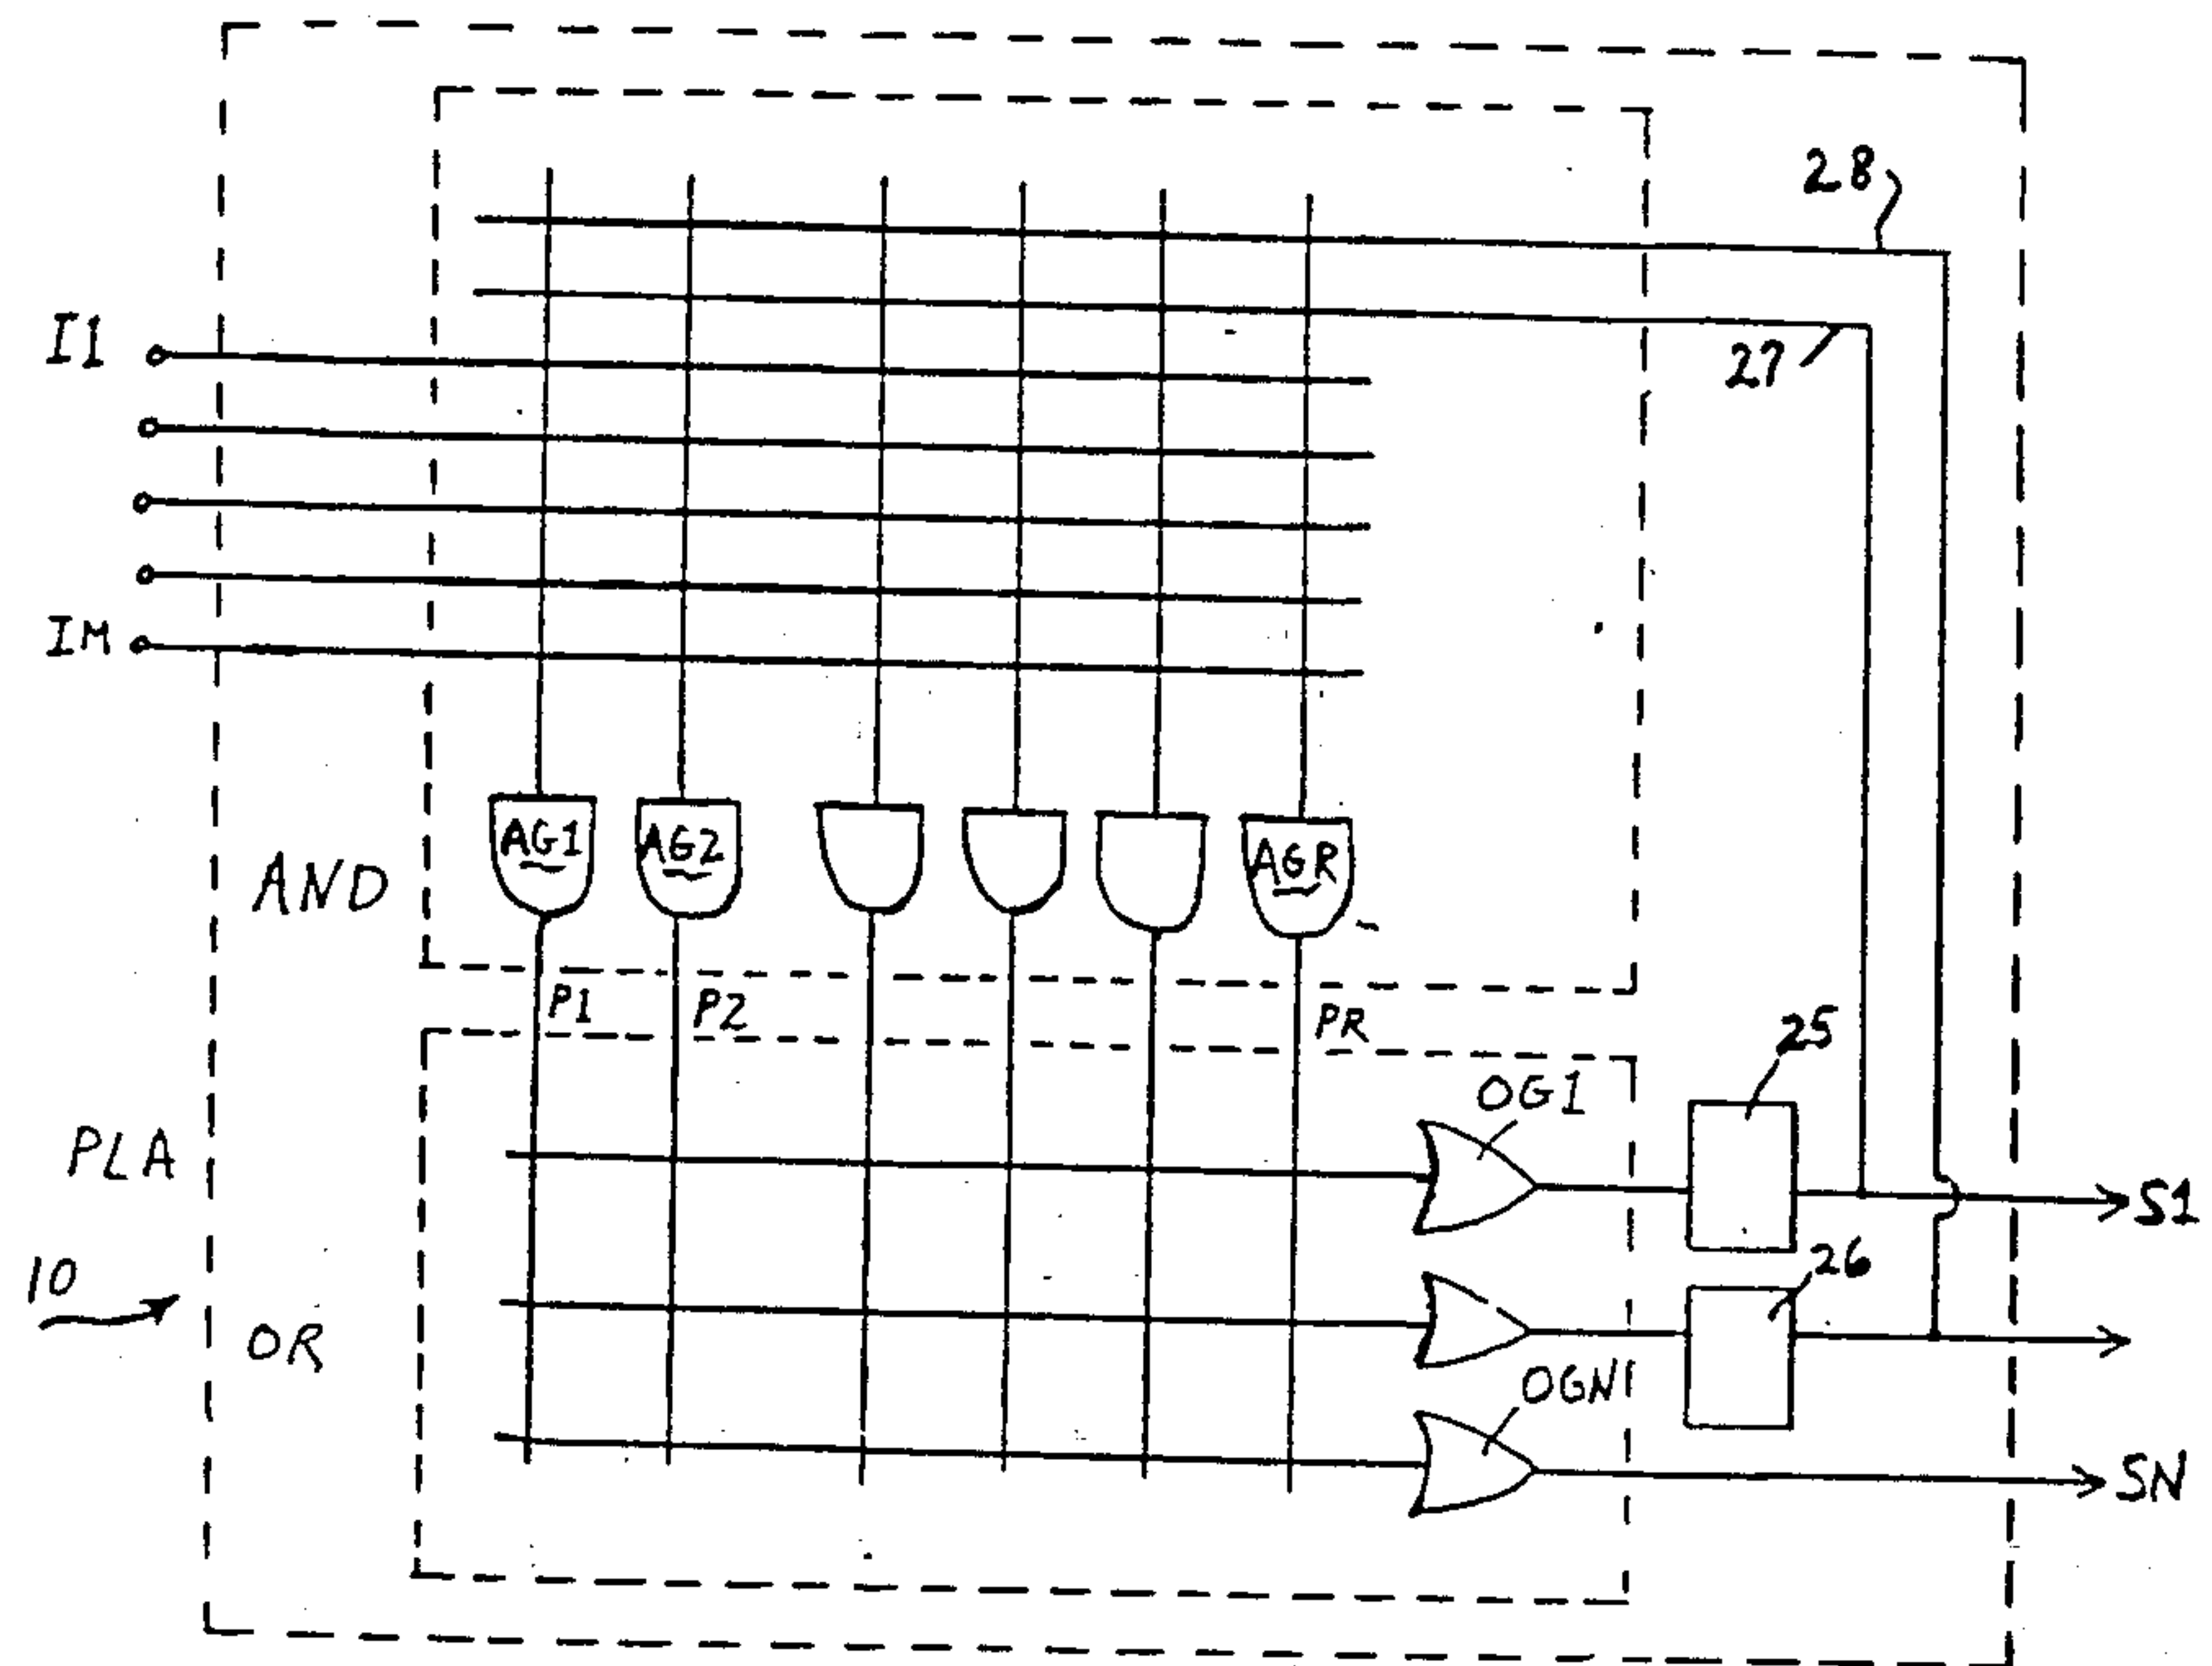 28
I1
27
IM
AG1
AG2
AGR
AND
P1
P2
PR
25
OG1
PLA
S1
10
26
OR
OGN
SN